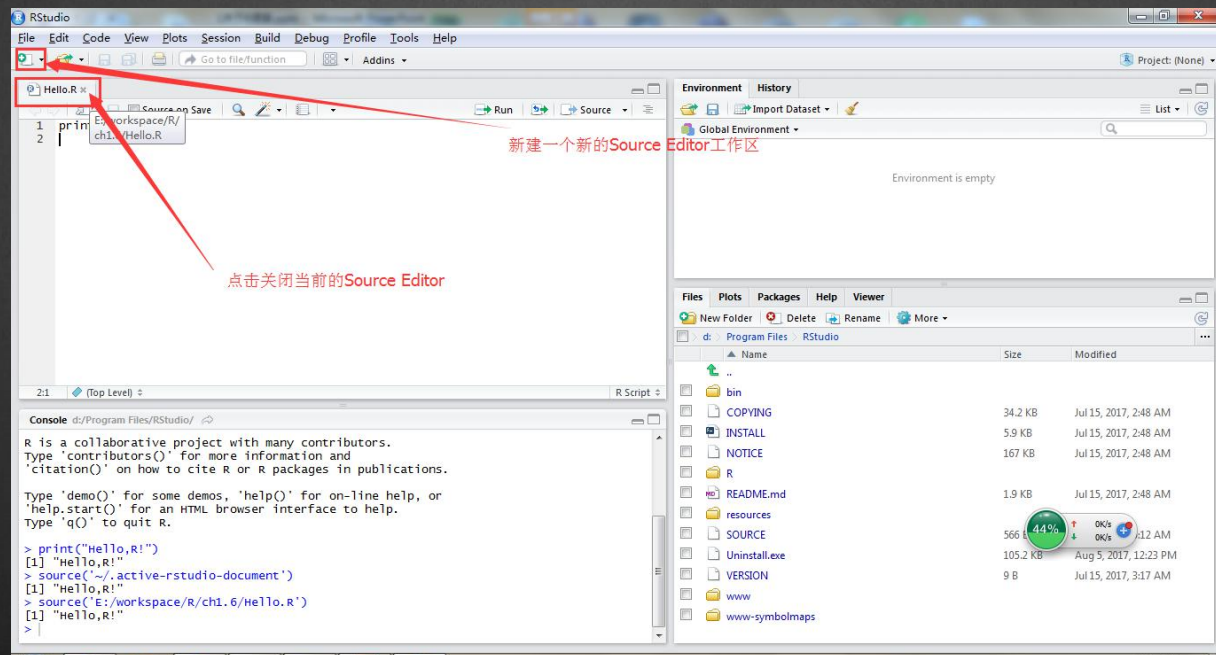 RStudio
File Edit Code View Plots Session Build Debug Profile Tools Help
Go to file/function Addins Project: (None)
Hello.R
Source on Save Run Source
1 prin
2
E:/workspace/R/
ch1.6/Hello.R
新建一个新的Source Editor工作区
点击关闭当前的Source Editor
2:1 (Top Level) R Script
Console d:/Program Files/RStudio/
R is a collaborative project with many contributors.
Type 'contributors()' for more information and
'citation()' on how to cite R or R packages in publications.
Type 'demo()' for some demos, 'help()' for on-line help, or
'help.start()' for an HTML browser interface to help.
Type 'q()' to quit R.
> print("Hello,R!")
[1] "Hello,R!"
> source('~/.active-rstudio-document')
[1] "Hello,R!"
> source('E:/workspace/R/ch1.6/Hello.R')
[1] "Hello,R!"
>
Environment History
Import Dataset List
Global Environment
Environment is empty
Files Plots Packages Help Viewer
New Folder Delete Rename More
d: Program Files RStudio
Name Size Modified
..
bin
COPYING 34.2 KB Jul 15, 2017, 2:48 AM
INSTALL 5.9 KB Jul 15, 2017, 2:48 AM
NOTICE 167 KB Jul 15, 2017, 2:48 AM
R
README.md 1.9 KB Jul 15, 2017, 2:48 AM
resources
SOURCE 566 :12 AM
44% 0K/s
0K/s
Uninstall.exe 105.2 KB Aug 5, 2017, 12:23 PM
VERSION 9 B Jul 15, 2017, 3:17 AM
www
www-symbolmaps